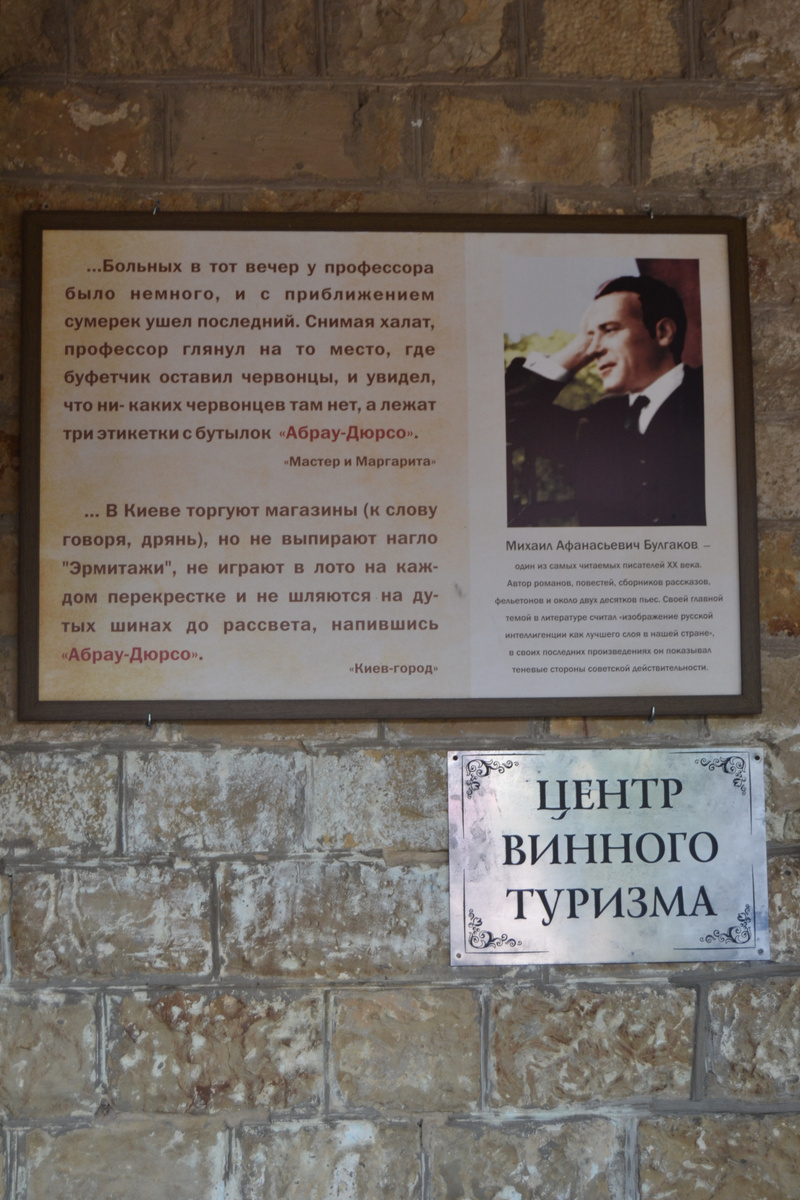 ...Больных в тот вечер у профессора
было немного, и с приближением
сумерек ушел последний. Снимая халат,
профессор глянул на то место, где
буфетчик оставил червонцы, и увидел,
что ни- каких червонцев там нет, а лежат
три этикетки с бутылок «Абрау-Дюрсо».
«Мастер и Маргарита»
... В Киеве торгуют магазины (к слову
говоря, дрянь), но не выпирают нагло
"Эрмитажи", не играют в лото на каж-
дом перекрестке и не шляются на ду-
тых шинах до рассвета, напившись
«Абрау-Дюрсо».
«Киев-город»
Михаил Афанасьевич Булгаков –
один из самых читаемых писателей XX века.
Автор романов, повестей, сборников рассказов,
фельетонов и около двух десятков пьес. Своей главной
темой в литературе считал «изображение русской
интеллигенции как лучшего слоя в нашей стране»,
в своих последних произведениях он показывал
теневые стороны советской действительности.
ЦЕНТР
ВИННОГО
ТУРИЗМА